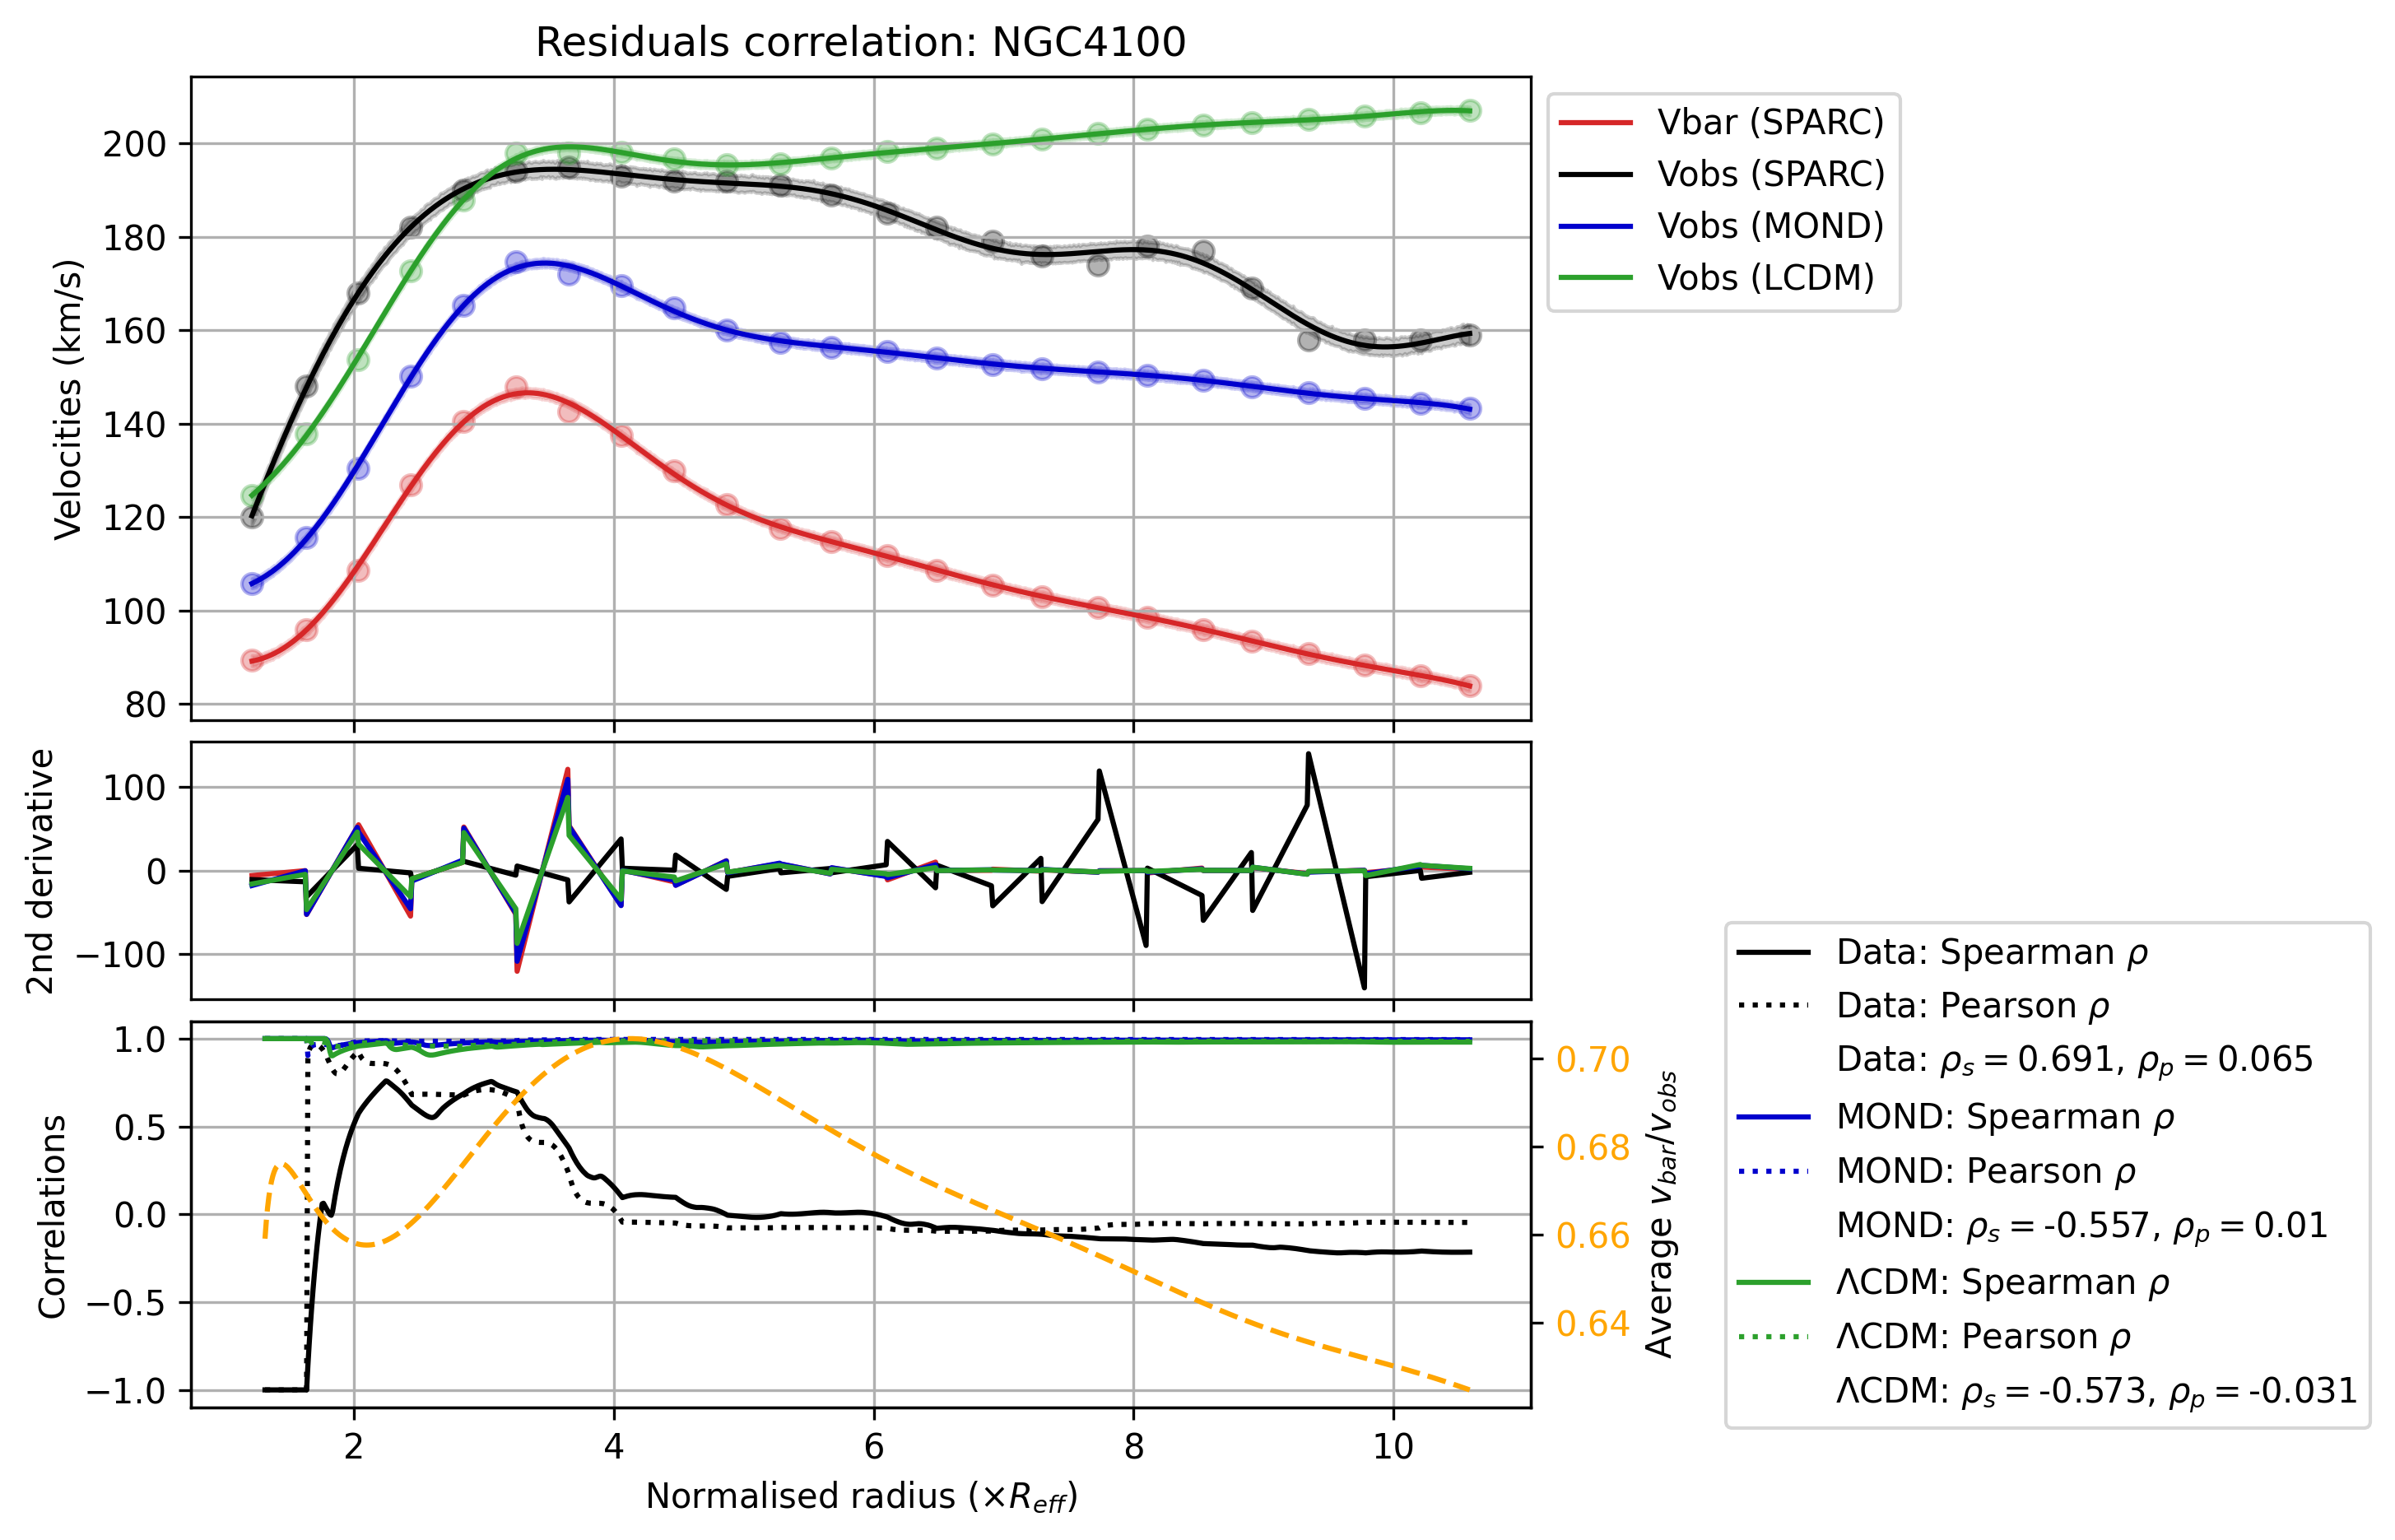 Residuals correlation: NGC4100
Velocities (km/s)
200
180
160
140
120
100
80
Vbar (SPARC)
Vobs (SPARC)
Vobs (MOND)
Vobs (LCDM)
2nd derivative
100
0
−100
Correlations
1.0
0.5
0.0
−0.5
−1.0
0.70
0.68
0.66
0.64
Average v_bar/v_obs
2 4 6 8 10
Normalised radius (×R_eff)
Data: Spearman ρ
Data: Pearson ρ
Data: ρ_s = 0.691, ρ_p = 0.065
MOND: Spearman ρ
MOND: Pearson ρ
MOND: ρ_s = -0.557, ρ_p = 0.01
ΛCDM: Spearman ρ
ΛCDM: Pearson ρ
ΛCDM: ρ_s = -0.573, ρ_p = -0.031